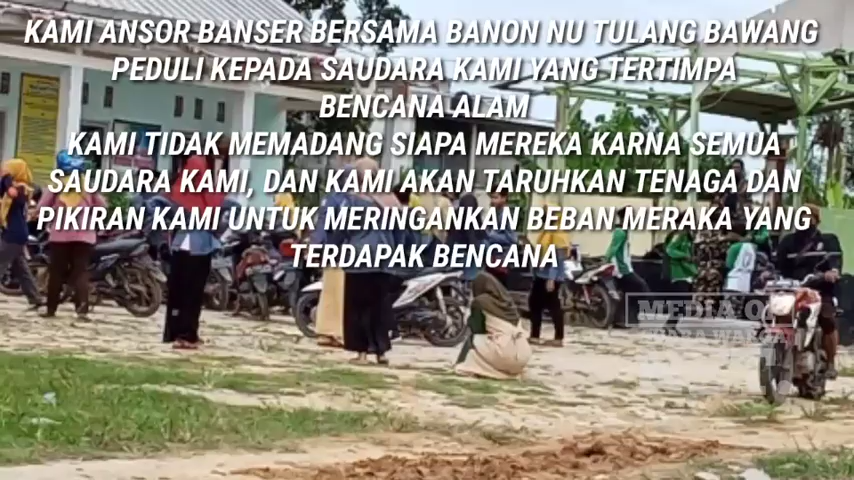 KAMI ANSOR BANSER BERSAMA BANON NU TULANG BAWANG
PEDULI KEPADA SAUDARA KAMI YANG TERTIMPA
BENCANA ALAM
KAMI TIDAK MEMADANG SIAPA MEREKA KARNA SEMUA
SAUDARA KAMI, DAN KAMI AKAN TARUHKAN TENAGA DAN
PIKIRAN KAMI UNTUK MERINGANKAN BEBAN MERAKA YANG
TERDAPAK BENCANA
MEDIA